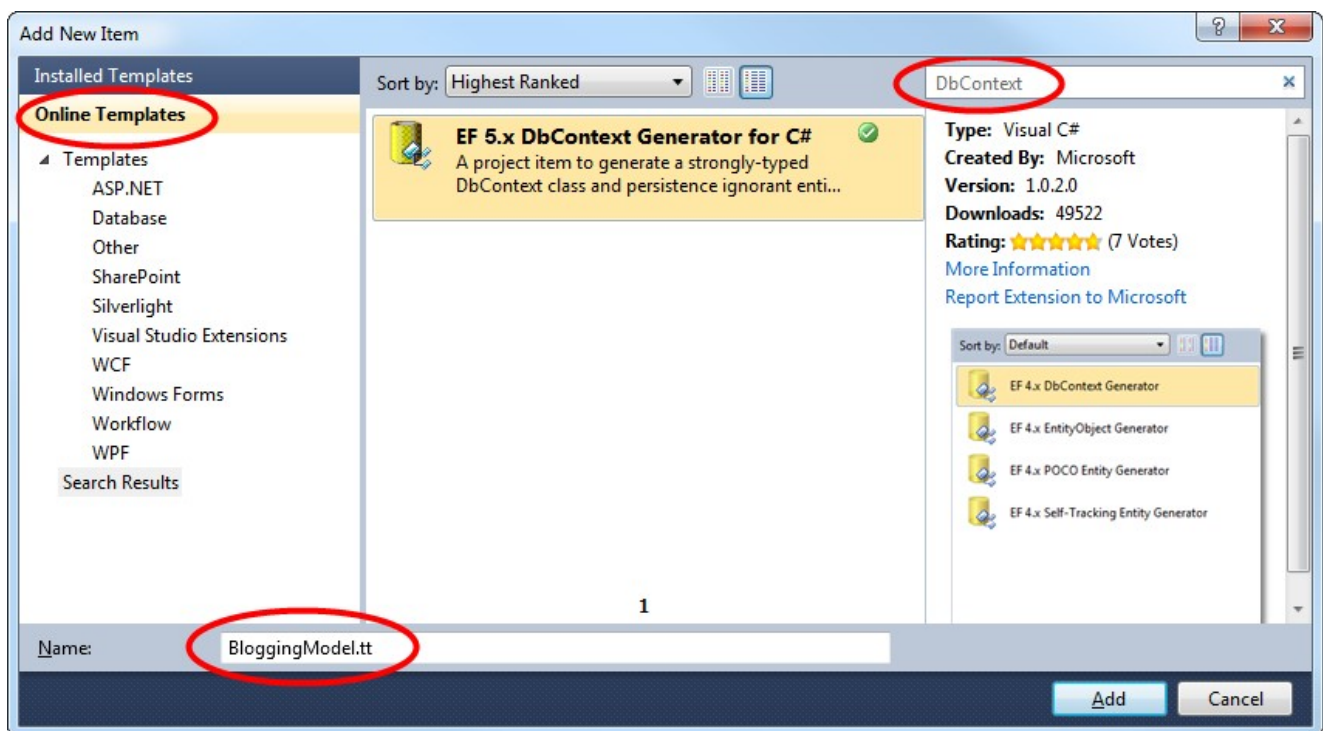 Add New Item
Installed Templates
Online Templates
Templates
ASP.NET
Database
Other
SharePoint
Silverlight
Visual Studio Extensions
WCF
Windows Forms
Workflow
WPF
Search Results
Sort by: Highest Ranked
EF 5.x DbContext Generator for C#
A project item to generate a strongly-typed
DbContext class and persistence ignorant enti...
1
DbContext
Type: Visual C#
Created By: Microsoft
Version: 1.0.2.0
Downloads: 49522
Rating: (7 Votes)
More Information
Report Extension to Microsoft
Sort by: Default
EF 4.x DbContext Generator
EF 4.x EntityObject Generator
EF 4.x POCO Entity Generator
EF 4.x Self-Tracking Entity Generator
Name: BloggingModel.tt
Add Cancel